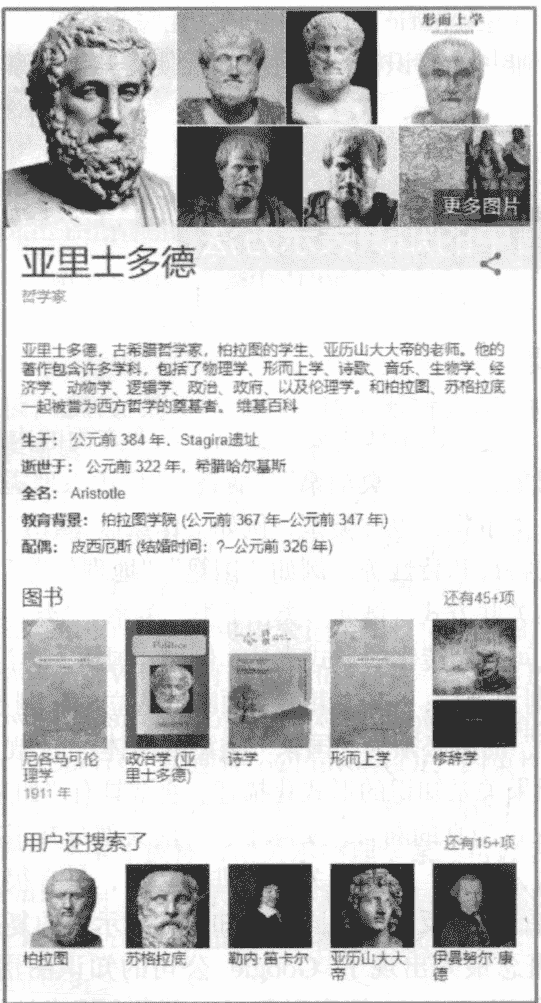 形而上学
更多图片
亚里士多德
哲学家
亚里士多德，古希腊哲学家，柏拉图的学生、亚历山大大帝的老师。他的
著作包含许多学科，包括了物理学、形而上学、诗歌、音乐、生物学、经
济学、动物学、逻辑学、政治、政府、以及伦理学。和柏拉图、苏格拉底
一起被誉为西方哲学的奠基者。 维基百科
生于： 公元前 384 年，Stagira遗址
逝世于： 公元前 322 年，希腊哈尔基斯
全名： Aristotle
教育背景： 柏拉图学院 (公元前 367 年–公元前 347 年)
配偶： 皮西厄斯 (结婚时间：?–公元前 326 年)
图书
还有45+项
Politics
诗学
尼各马可伦
理学
1911 年
政治学 (亚
里士多德)
诗学
形而上学
修辞学
用户还搜索了
还有15+项
柏拉图
苏格拉底
勒内·笛卡尔
亚历山大大
帝
伊曼努尔·康
德